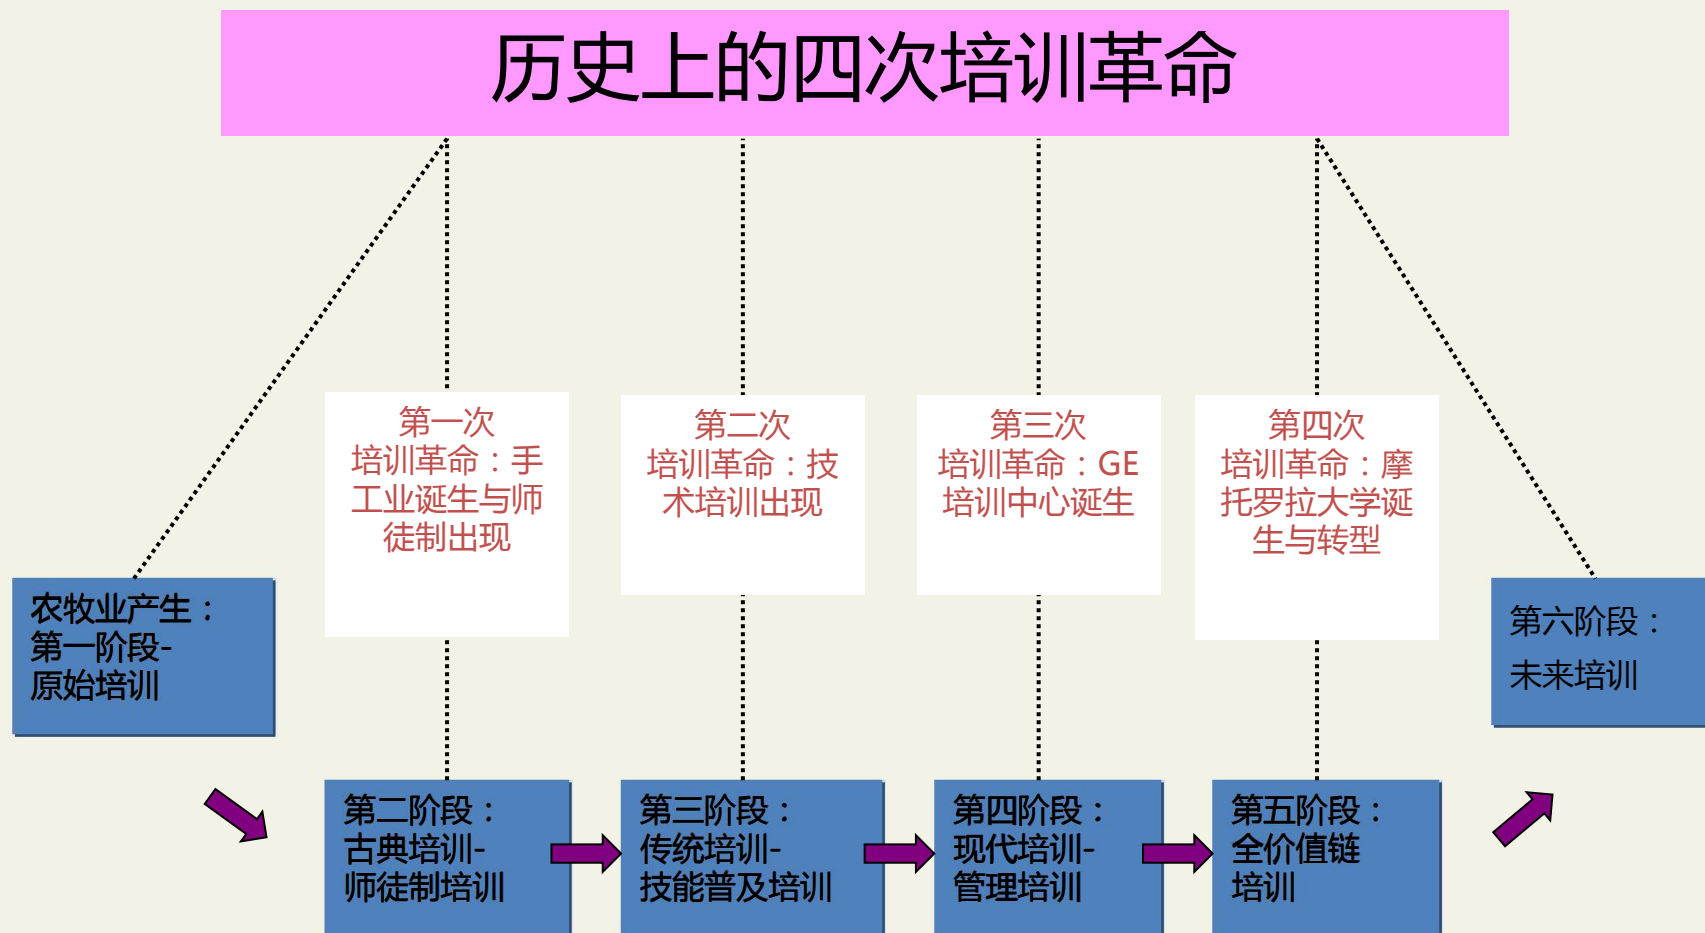 历史上的四次培训革命
第一次
培训革命：手
工业诞生与师
徒制出现
第二次
培训革命：技
术培训出现
第三次
培训革命：GE
培训中心诞生
第四次
培训革命：摩
托罗拉大学诞
生与转型
农牧业产生：
第一阶段-
原始培训
第二阶段：
古典培训-
师徒制培训
第三阶段：
传统培训-
技能普及培训
第四阶段：
现代培训-
管理培训
第五阶段：
全价值链
培训
第六阶段：
未来培训